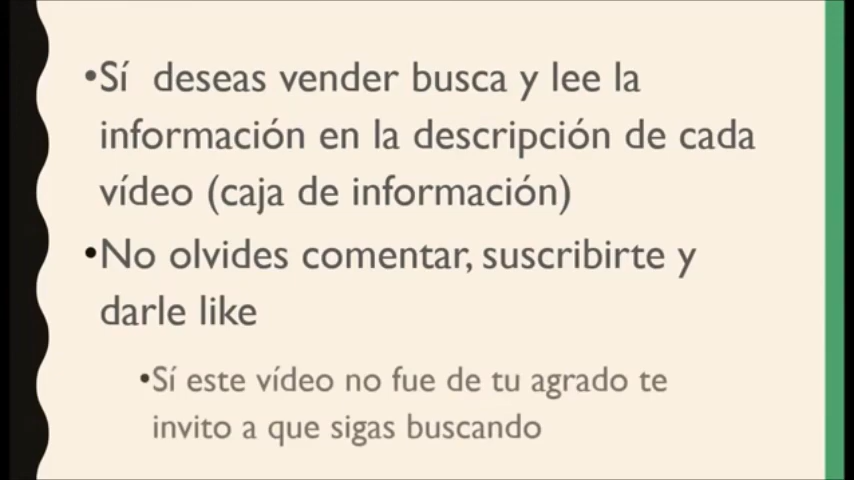 •Sí  deseas vender busca y lee la
información en la descripción de cada
vídeo (caja de información)
•No olvides comentar, suscribirte y
darle like
•Sí este vídeo no fue de tu agrado te
invito a que sigas buscando